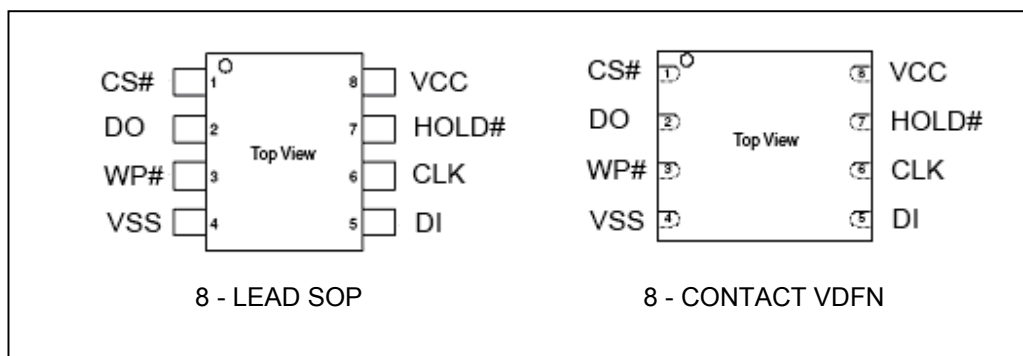 CS# 1 8 VCC
DO 2 7 HOLD#
Top View
WP# 3 6 CLK
VSS 4 5 DI
8 - LEAD SOP
CS# 1 8 VCC
DO 2 7 HOLD#
Top View
WP# 3 6 CLK
VSS 4 5 DI
8 - CONTACT VDFN